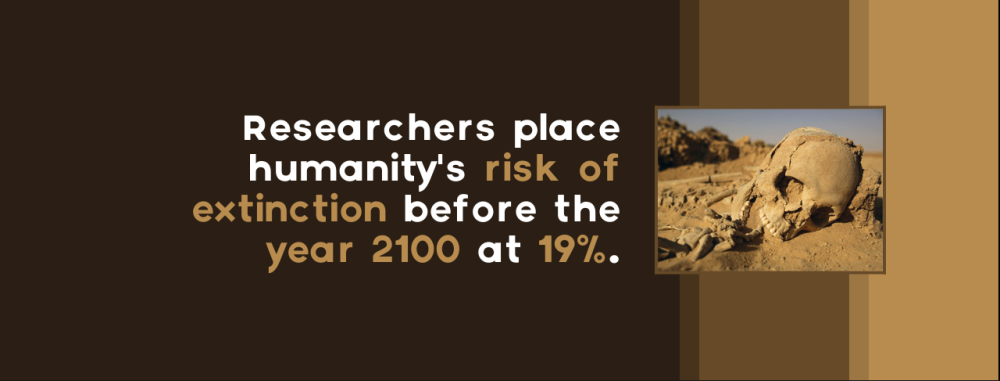 Researchers place
humanity's risk of
extinction before the
year 2100 at 19%.